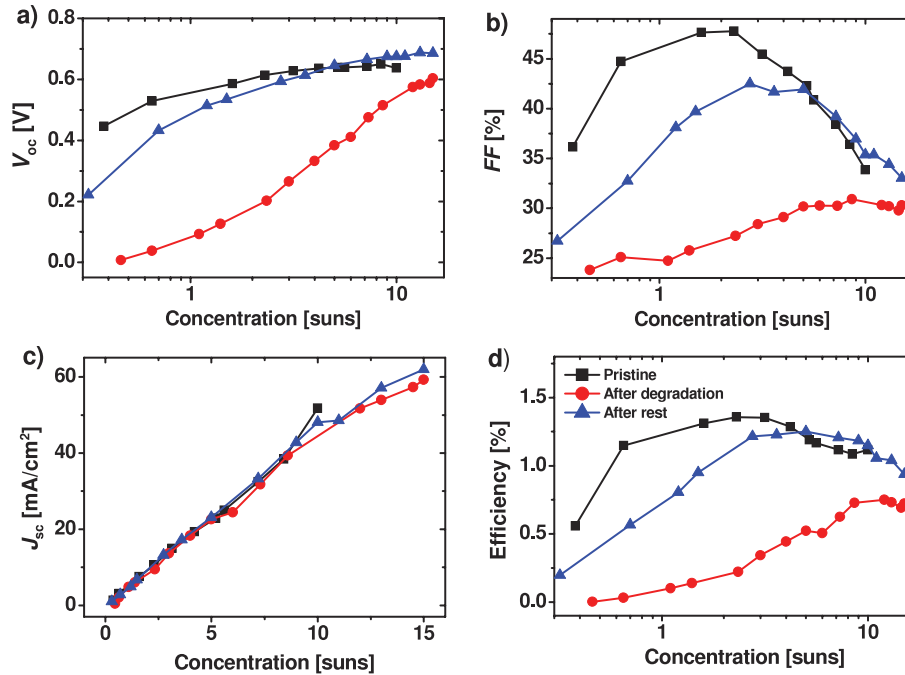 a)
0.8
0.6
0.4
0.2
0.0
V_oc [V]
1
10
Concentration [suns]
b)
45
40
35
30
25
FF [%]
1
10
Concentration [suns]
c)
60
40
20
0
J_sc [mA/cm²]
0
5
10
15
Concentration [suns]
d)
Pristine
After degradation
After rest
1.5
1.0
0.5
0.0
Efficiency [%]
1
10
Concentration [suns]